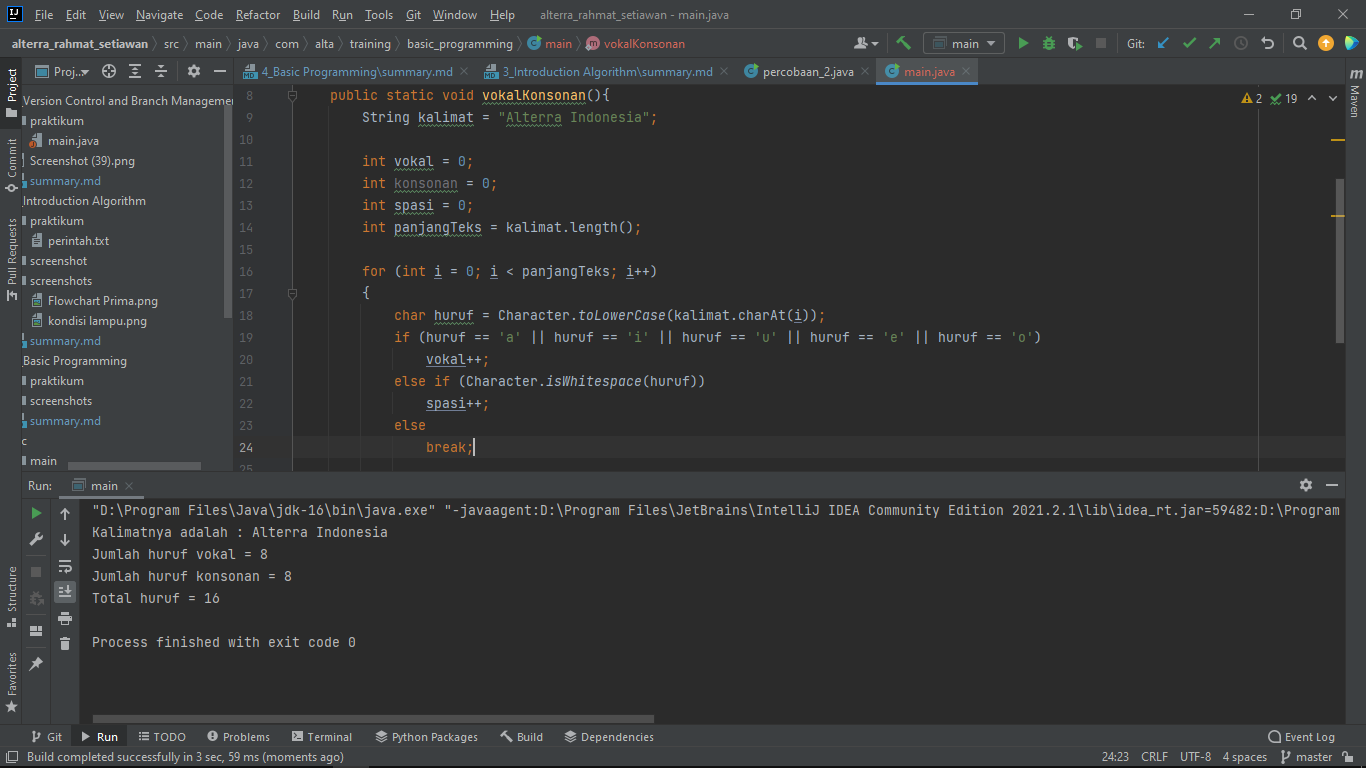 File Edit View Navigate Code Refactor Build Run Tools Git Window Help alterra_rahmat_setiawan - main.java
alterra_rahmat_setiawan src main java com alta training basic_programming main vokalKonsonan main Git:
Project Proj... 4_Basic Programming\summary.md 3_Introduction Algorithm\summary.md percobaan_2.java main.java
Version Control and Branch Manageme
praktikum
main.java
Screenshot (39).png
summary.md
Introduction Algorithm
praktikum
perintah.txt
screenshot
screenshots
Flowchart Prima.png
kondisi lampu.png
summary.md
Basic Programming
praktikum
screenshots
summary.md
c
main
Commit
Pull Requests
8 public static void vokalKonsonan(){
9 String kalimat = "Alterra Indonesia";
10
11 int vokal = 0;
12 int konsonan = 0;
13 int spasi = 0;
14 int panjangTeks = kalimat.length();
15
16 for (int i = 0; i < panjangTeks; i++)
17 {
18 char huruf = Character.toLowerCase(kalimat.charAt(i));
19 if (huruf == 'a' || huruf == 'i' || huruf == 'u' || huruf == 'e' || huruf == 'o')
20 vokal++;
21 else if (Character.isWhitespace(huruf))
22 spasi++;
23 else
24 break;
25
2 19
Maven
Run: main
"D:\Program Files\Java\jdk-16\bin\java.exe" "-javaagent:D:\Program Files\JetBrains\IntelliJ IDEA Community Edition 2021.2.1\lib\idea_rt.jar=59482:D:\Program
Kalimatnya adalah : Alterra Indonesia
Jumlah huruf vokal = 8
Jumlah huruf konsonan = 8
Total huruf = 16
Process finished with exit code 0
Structure
Favorites
Git Run TODO Problems Terminal Python Packages Build Dependencies Event Log
Build completed successfully in 3 sec, 59 ms (moments ago) 24:23 CRLF UTF-8 4 spaces master